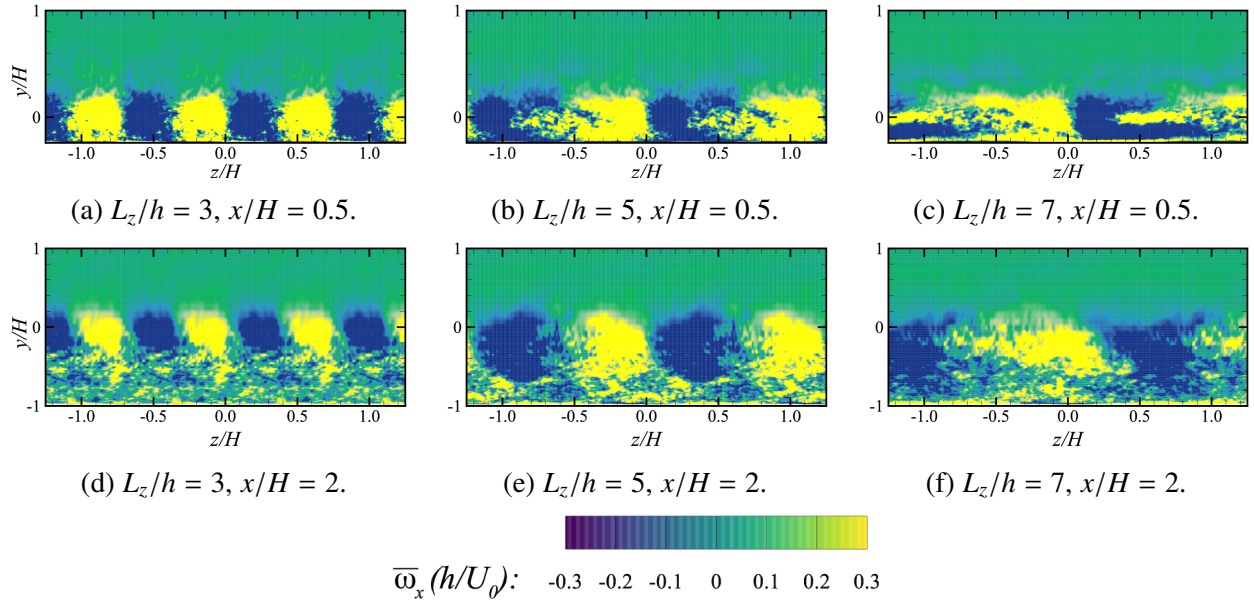 1
0
y/H
-1.0 -0.5 0.0 0.5 1.0
z/H
(a) L_z/h = 3, x/H = 0.5.
1
0
-1.0 -0.5 0.0 0.5 1.0
z/H
(b) L_z/h = 5, x/H = 0.5.
1
0
-1.0 -0.5 0.0 0.5 1.0
z/H
(c) L_z/h = 7, x/H = 0.5.
1
0
-1
y/H
-1.0 -0.5 0.0 0.5 1.0
z/H
(d) L_z/h = 3, x/H = 2.
1
0
-1
-1.0 -0.5 0.0 0.5 1.0
z/H
(e) L_z/h = 5, x/H = 2.
1
0
-1
-1.0 -0.5 0.0 0.5 1.0
z/H
(f) L_z/h = 7, x/H = 2.
ω̅_x (h/U_0): -0.3 -0.2 -0.1 0 0.1 0.2 0.3